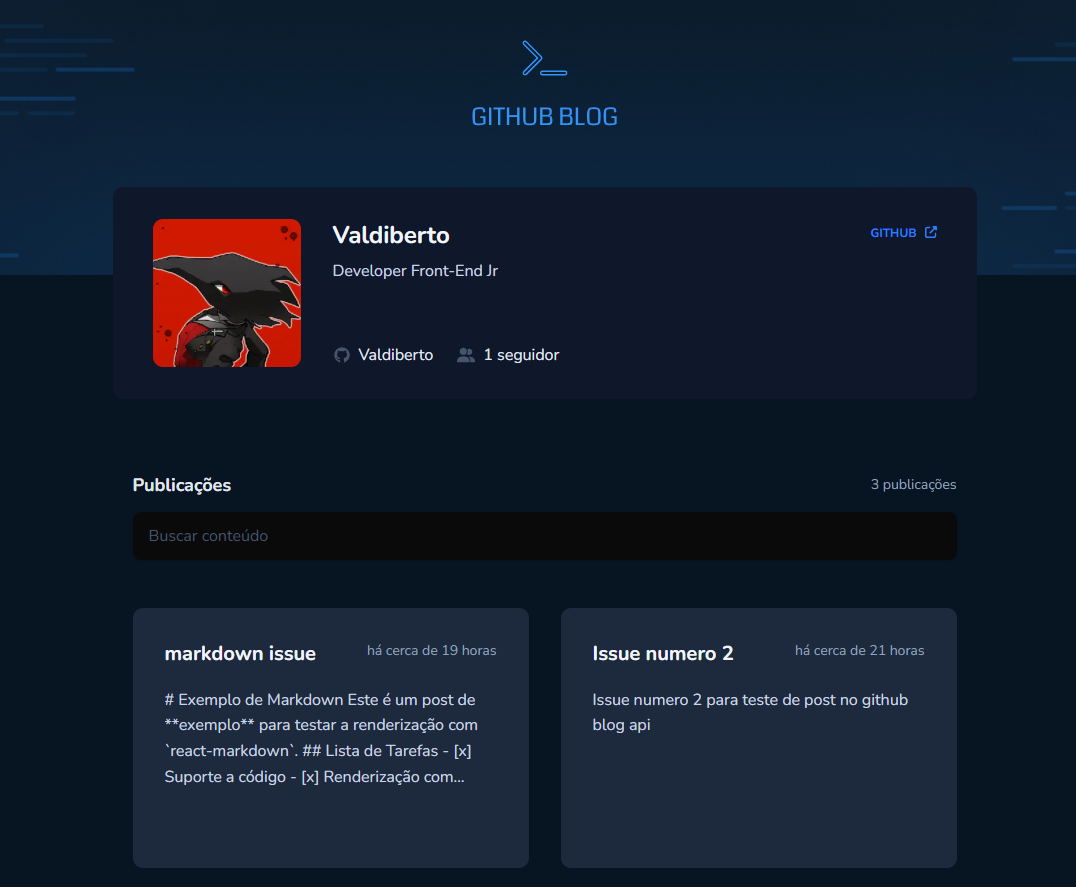 GITHUB BLOG
Valdiberto
GITHUB
Developer Front-End Jr
Valdiberto
1 seguidor
Publicações
3 publicações
Buscar conteúdo
markdown issue
há cerca de 19 horas
# Exemplo de Markdown Este é um post de
**exemplo** para testar a renderização com
`react-markdown`. ## Lista de Tarefas - [x]
Suporte a código - [x] Renderização com...
Issue numero 2
há cerca de 21 horas
Issue numero 2 para teste de post no github
blog api